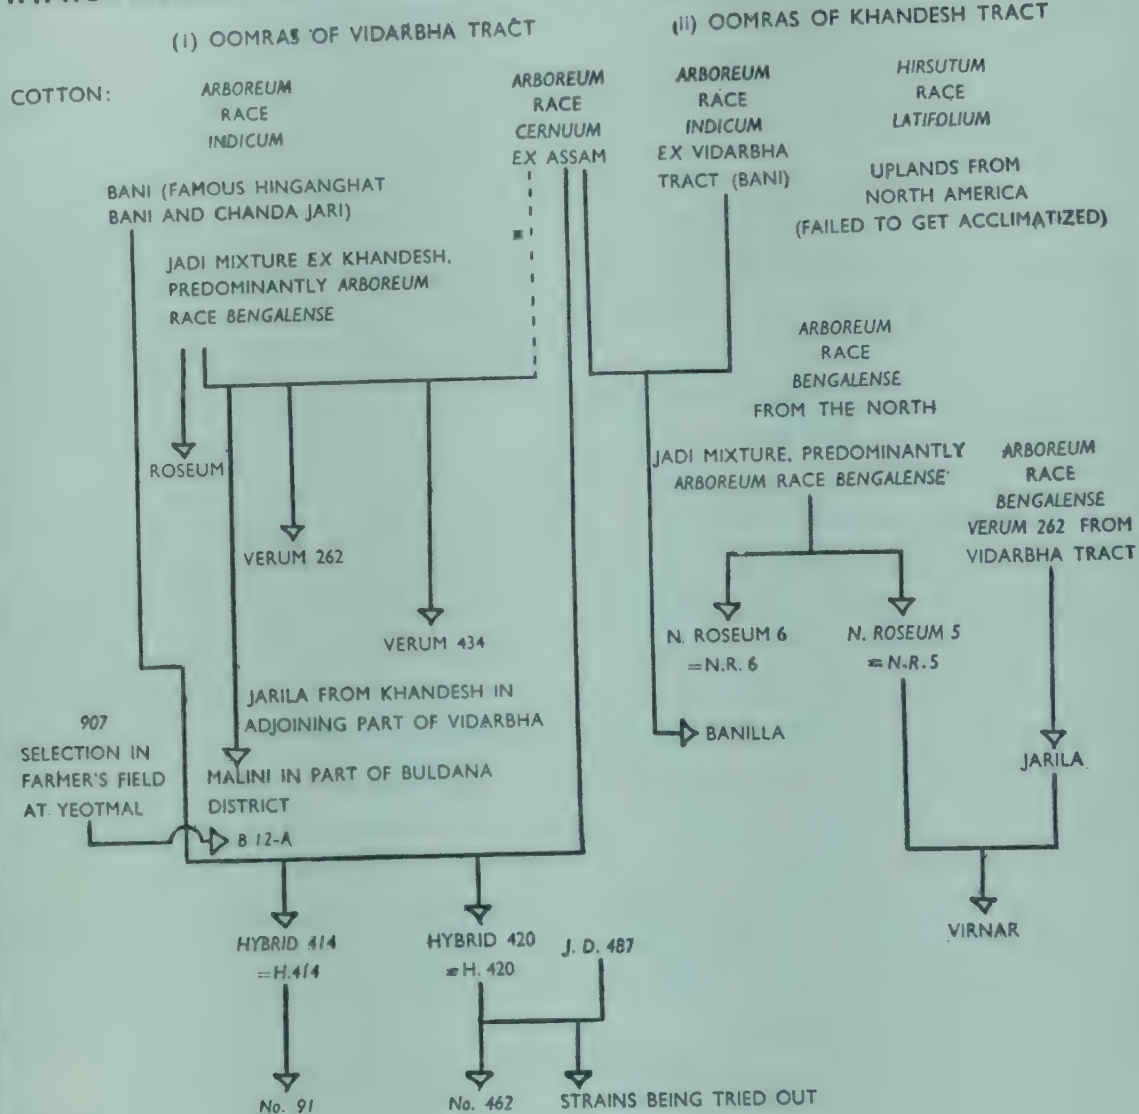 (i) OOMRAS OF VIDARBHA TRACT
(ii) OOMRAS OF KHANDESH TRACT
COTTON:
ARBOREUM
RACE
INDICUM
ARBOREUM
RACE
CERNUUM
EX ASSAM
ARBOREUM
RACE
INDICUM
EX VIDARBHA
TRACT (BANI)
HIRSUTUM
RACE
LATIFOLIUM
UPLANDS FROM
NORTH AMERICA
(FAILED TO GET ACCLIMATIZED)
BANI (FAMOUS HINGANGHAT
BANI AND CHANDA JARI)
JADI MIXTURE EX KHANDESH,
PREDOMINANTLY ARBOREUM
RACE BENGALENSE
ARBOREUM
RACE
BENGALENSE
FROM THE NORTH
JADI MIXTURE, PREDOMINANTLY
ARBOREUM RACE BENGALENSE
ARBOREUM
RACE
BENGALENSE
VERUM 262 FROM
VIDARBHA TRACT
ROSEUM
VERUM 262
VERUM 434
N. ROSEUM 6
=N.R. 6
N. ROSEUM 5
=N.R. 5
JARILA FROM KHANDESH IN
ADJOINING PART OF VIDARBHA
BANILLA
JARILA
907
SELECTION IN
FARMER'S FIELD
AT YEOTMAL
MALINI IN PART OF BULDANA
DISTRICT
B 12-A
HYBRID 414
=H.414
HYBRID 420
=H. 420
J. D. 487
VIRNAR
No. 91
No. 462
STRAINS BEING TRIED OUT